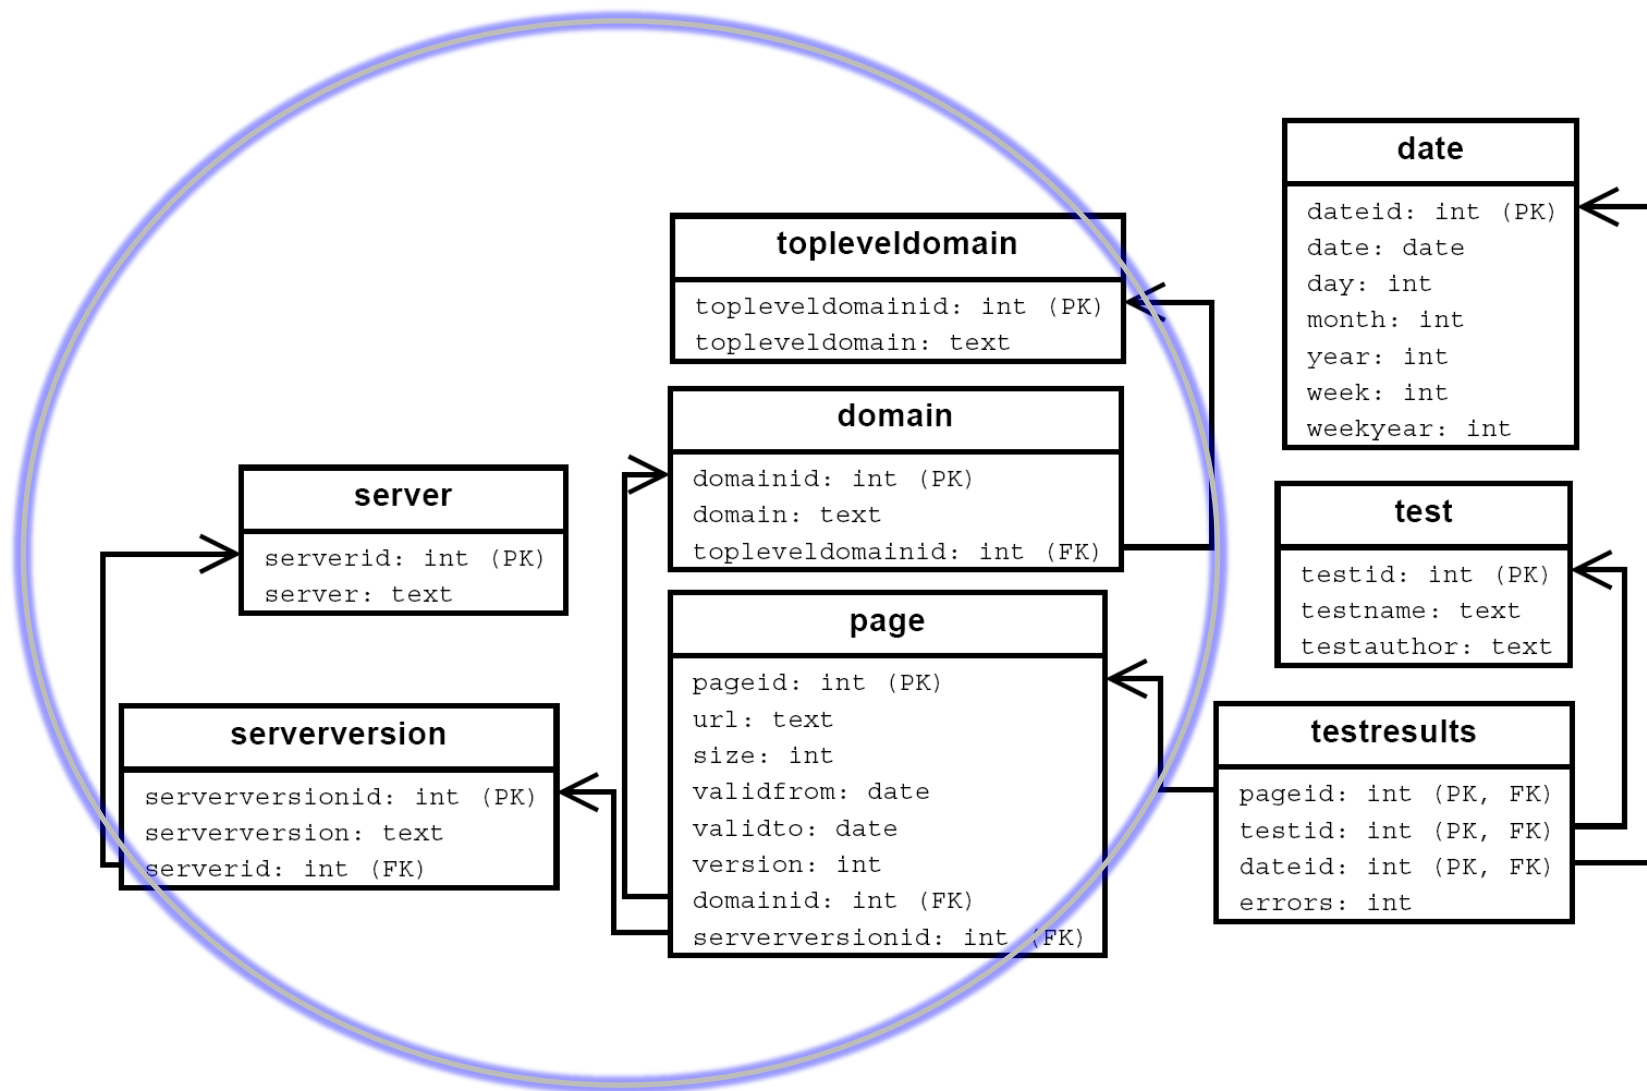 date
dateid: int (PK)
date: date
day: int
month: int
year: int
week: int
weekyear: int
topleveldomain
topleveldomainid: int (PK)
topleveldomain: text
domain
domainid: int (PK)
domain: text
topleveldomainid: int (FK)
server
serverid: int (PK)
server: text
test
testid: int (PK)
testname: text
testauthor: text
page
pageid: int (PK)
url: text
size: int
validfrom: date
validto: date
version: int
domainid: int (FK)
serverversionid: int (FK)
serverversion
serverversionid: int (PK)
serverversion: text
serverid: int (FK)
testresults
pageid: int (PK, FK)
testid: int (PK, FK)
dateid: int (PK, FK)
errors: int